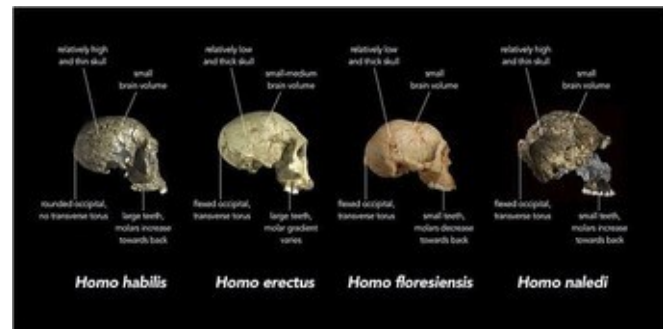 relatively high
and thin skull
small
brain volume
rounded occipital,
no transverse torus
large teeth,
molars increase
towards back
Homo habilis
relatively low
and thick skull
small-medium
brain volume
flexed occipital,
transverse torus
large teeth,
molar gradient
varies
Homo erectus
relatively low
and thick skull
small
brain volume
flexed occipital,
transverse torus
small teeth,
molars decrease
towards back
Homo floresiensis
relatively high
and thin skull
small
brain volume
flexed occipital,
transverse torus
small teeth,
molars increase
towards back
Homo naledi